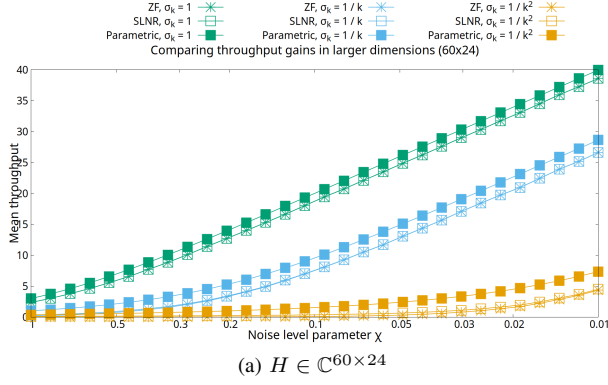 ZF, σk = 1 ZF, σk = 1 / k ZF, σk = 1 / k²
SLNR, σk = 1 SLNR, σk = 1 / k SLNR, σk = 1 / k²
Parametric, σk = 1 Parametric, σk = 1 / k Parametric, σk = 1 / k²
Comparing throughput gains in larger dimensions (60x24)
40
35
30
25
20
15
10
5
0
Mean throughput
1 0.5 0.3 0.2 0.1 0.05 0.03 0.02 0.01
Noise level parameter χ
(a) H ∈ ℂ⁶⁰ˣ²⁴